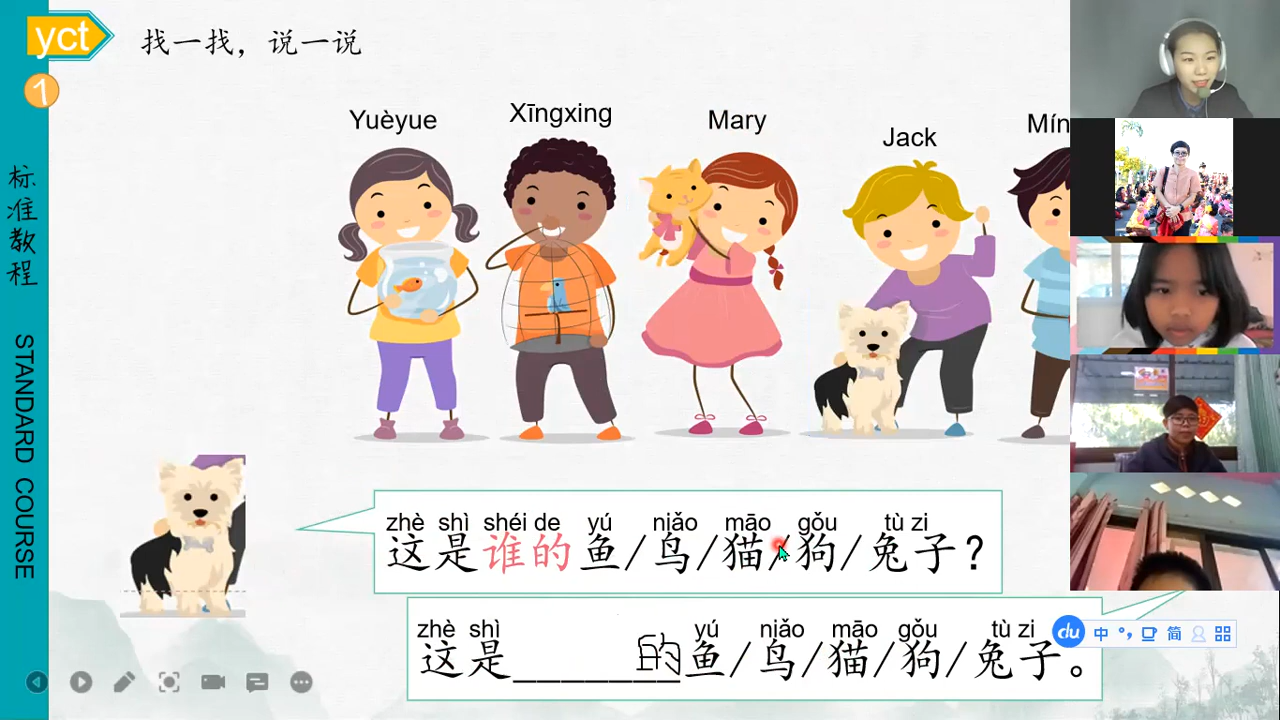 yct
找一找，说一说
1
标准教程
STANDARD COURSE
Yuèyue
Xīngxing
Mary
Jack
Mín
zhè shì shéi de yú niǎo māo gǒu tù zi
这是谁的鱼/鸟/猫/狗/兔子？
zhè shì yú niǎo māo gǒu tù zi
这是_______的鱼/鸟/猫/狗/兔子。
du 中 简